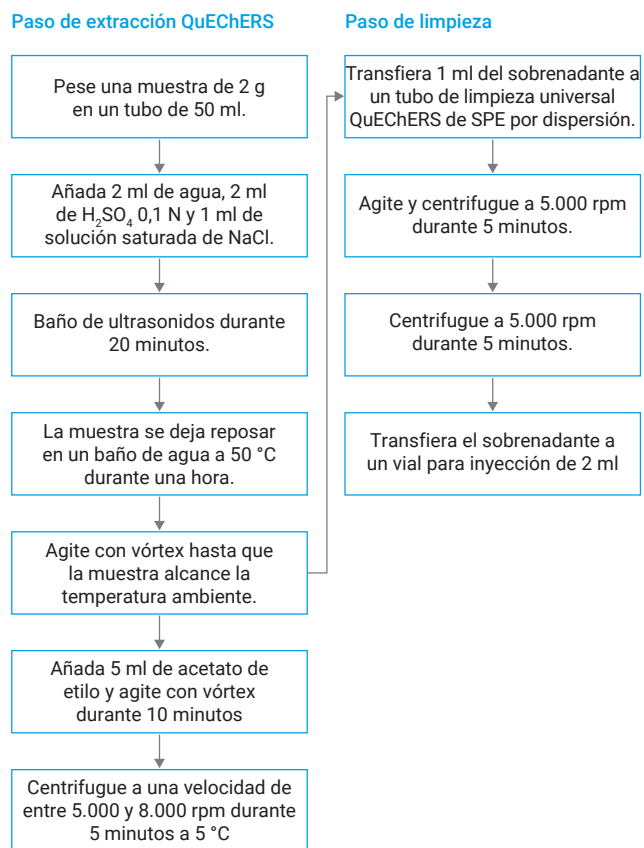 Paso de extracción QuEChERS
Pese una muestra de 2 g
en un tubo de 50 ml.
Añada 2 ml de agua, 2 ml
de H₂SO₄ 0,1 N y 1 ml de
solución saturada de NaCl.
Baño de ultrasonidos durante
20 minutos.
La muestra se deja reposar
en un baño de agua a 50 °C
durante una hora.
Agite con vórtex hasta que
la muestra alcance la
temperatura ambiente.
Añada 5 ml de acetato de
etilo y agite con vórtex
durante 10 minutos
Centrifugue a una velocidad de
entre 5.000 y 8.000 rpm durante
5 minutos a 5 °C
Paso de limpieza
Transfiera 1 ml del sobrenadante a
un tubo de limpieza universal
QuEChERS de SPE por dispersión.
Agite y centrifugue a 5.000 rpm
durante 5 minutos.
Centrifugue a 5.000 rpm
durante 5 minutos.
Transfiera el sobrenadante a
un vial para inyección de 2 ml